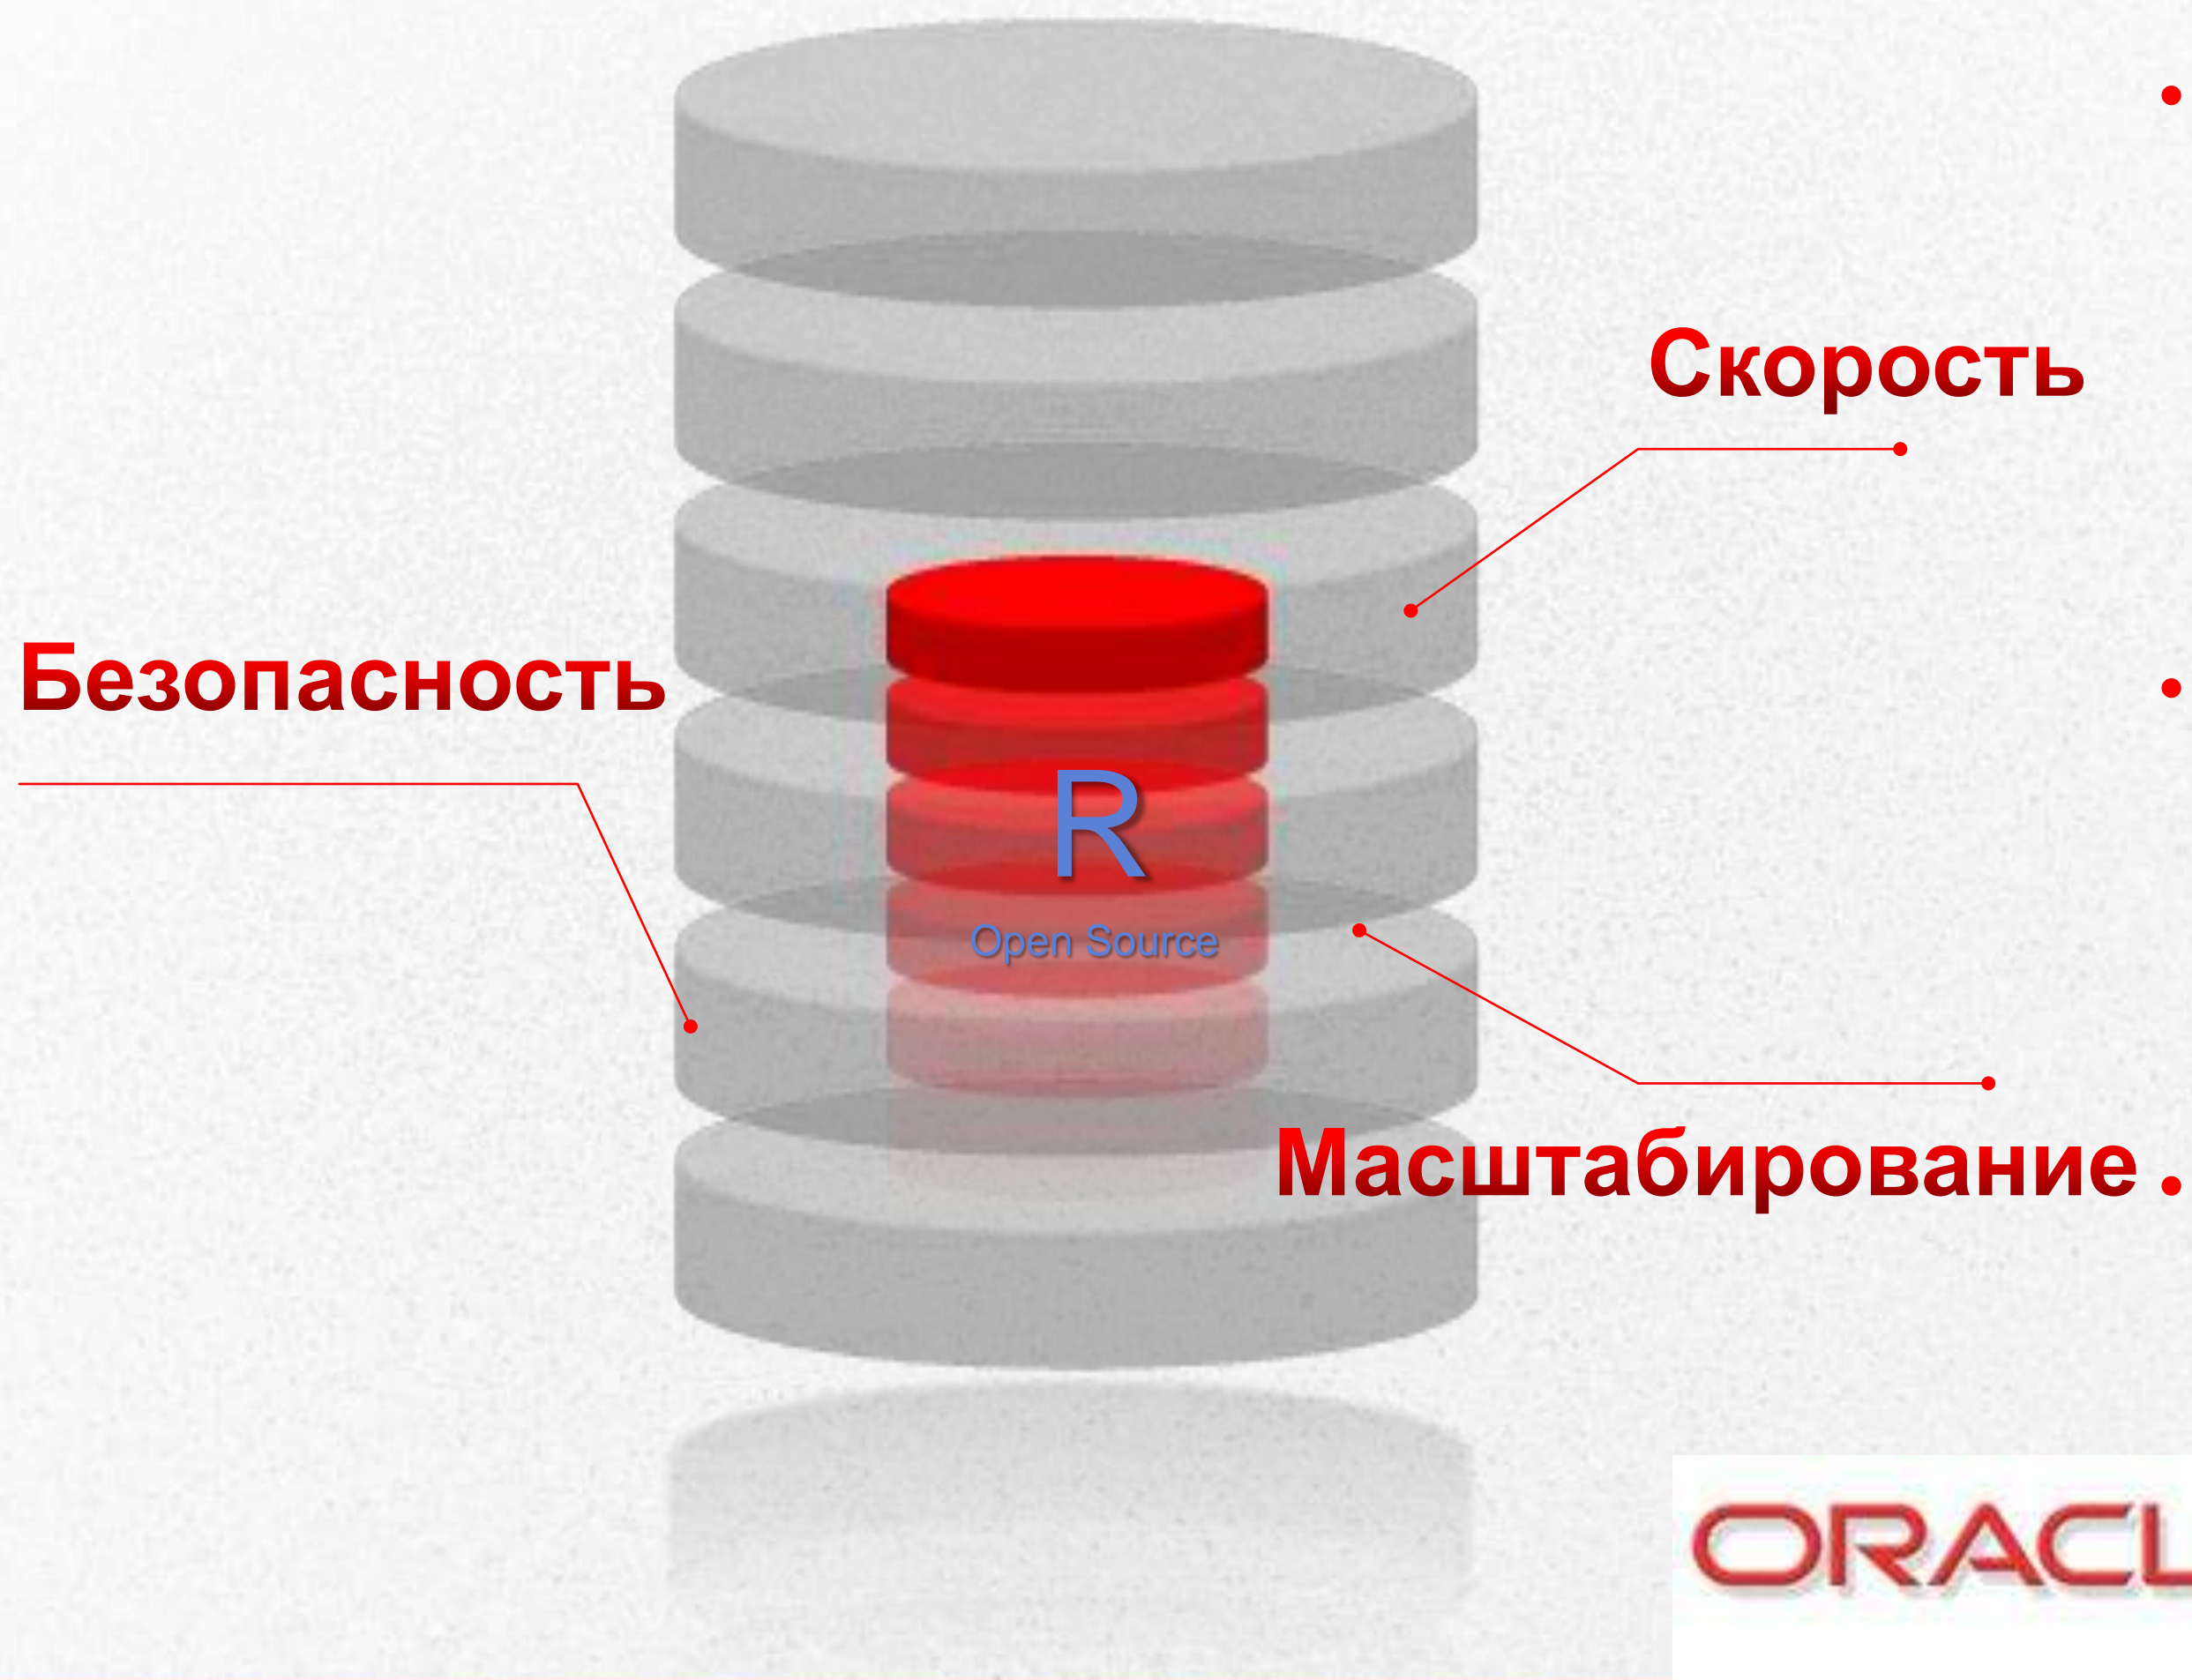 Скорость
Безопасность
R
Open Source
Масштабирование
ORACL